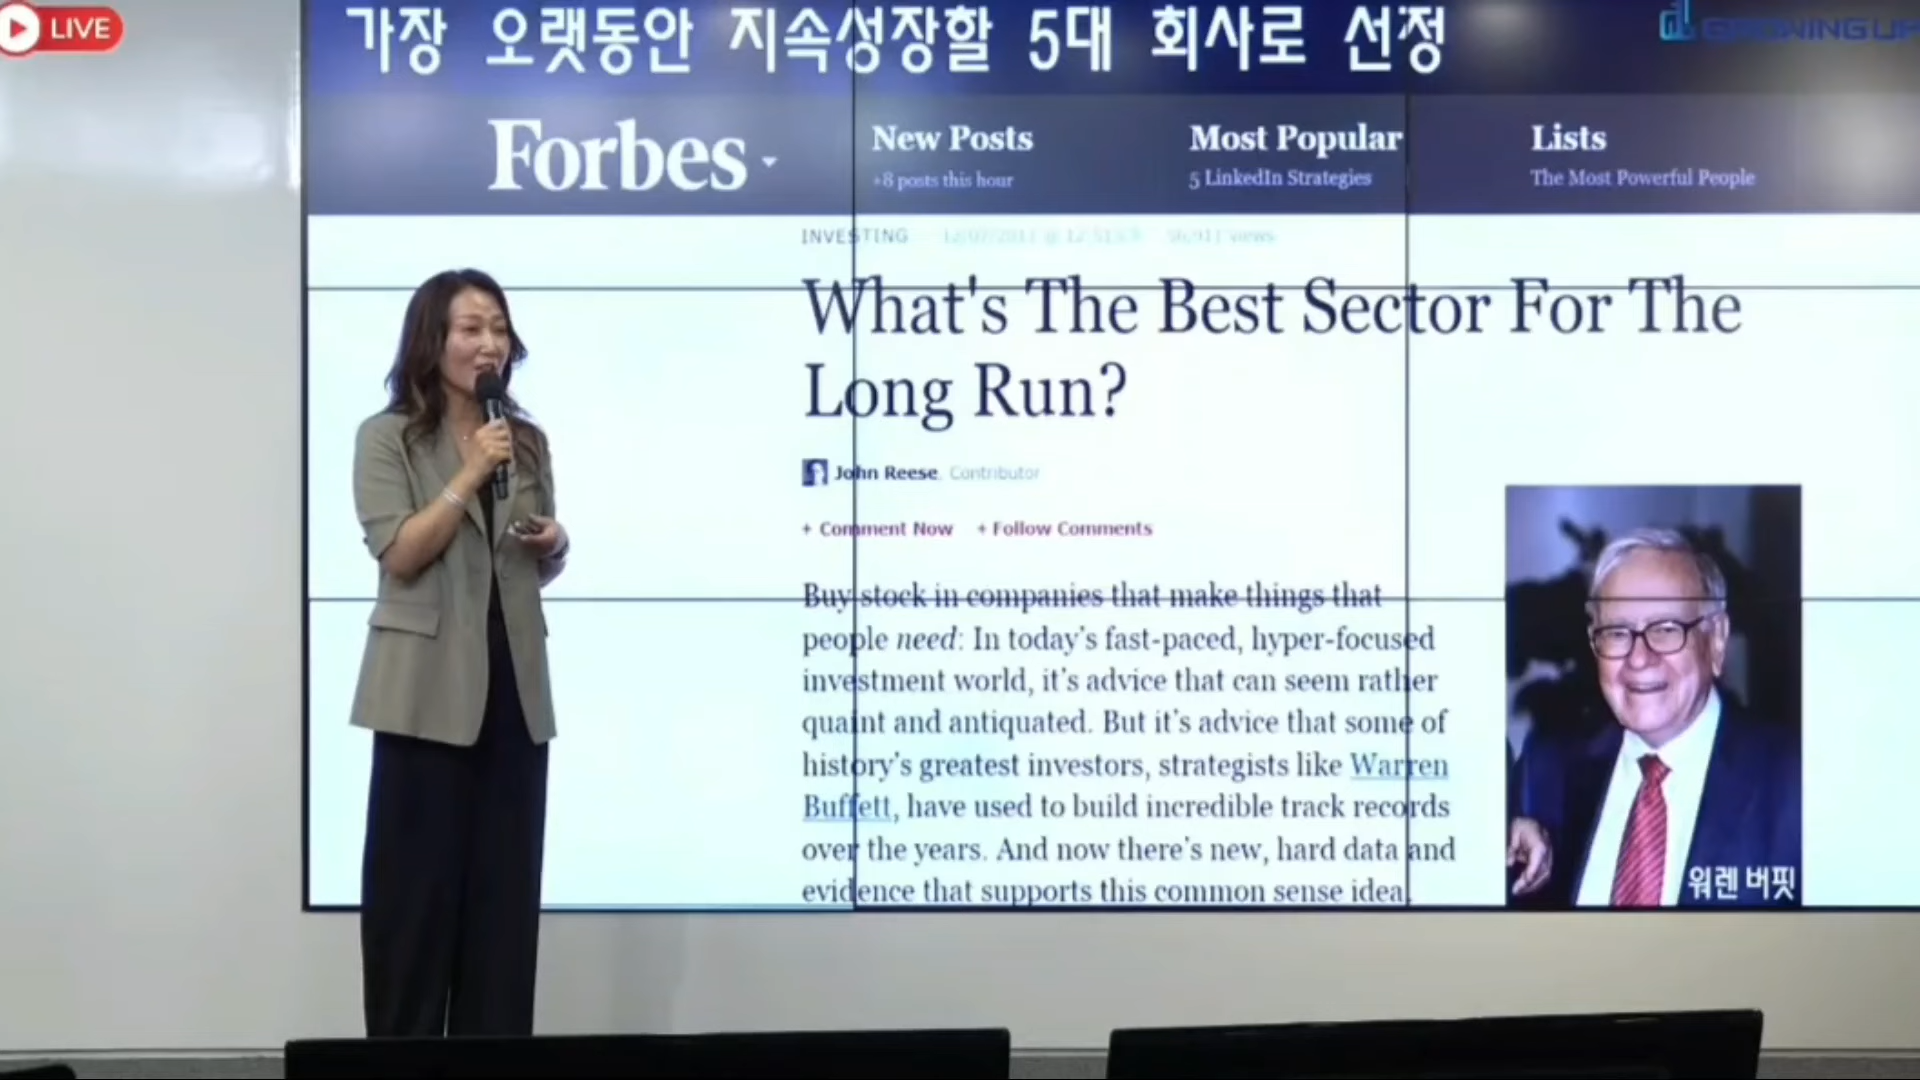 LIVE
가장 오랫동안 지속성장할 5대 회사로 선정
GROWING UP
Forbes
New Posts
+8 posts this hour
Most Popular
5 LinkedIn Strategies
Lists
The Most Powerful People
INVESTING
views
What's The Best Sector For The
Long Run?
John Reese, Contributor
+ Comment Now + Follow Comments
Buy stock in companies that make things that
people need: In today's fast-paced, hyper-focused
investment world, it's advice that can seem rather
quaint and antiquated. But it's advice that some of
history's greatest investors, strategists like Warren
Buffett, have used to build incredible track records
over the years. And now there's new, hard data and
evidence that supports this common sense idea.
워렌 버핏